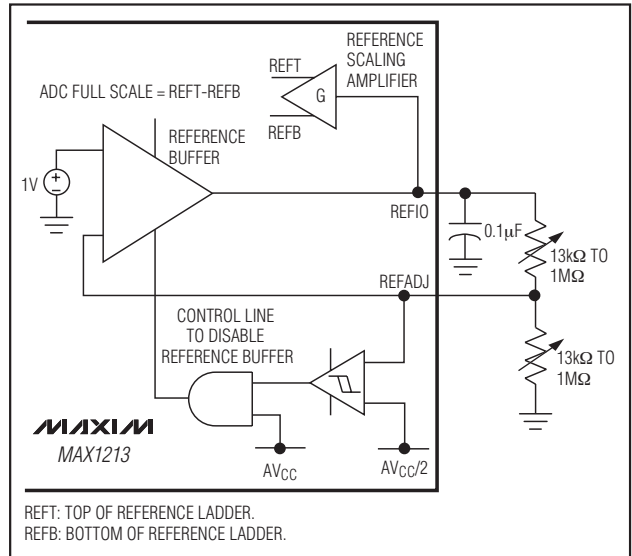 REFERENCE
SCALING
AMPLIFIER
REFT
G
REFB
ADC FULL SCALE = REFT-REFB
REFERENCE
BUFFER
1V
REFIO
0.1μF
13kΩ TO
1MΩ
REFADJ
CONTROL LINE
TO DISABLE
REFERENCE BUFFER
13kΩ TO
1MΩ
MAXIM
MAX1213
AVCC
AVCC/2
REFT: TOP OF REFERENCE LADDER.
REFB: BOTTOM OF REFERENCE LADDER.